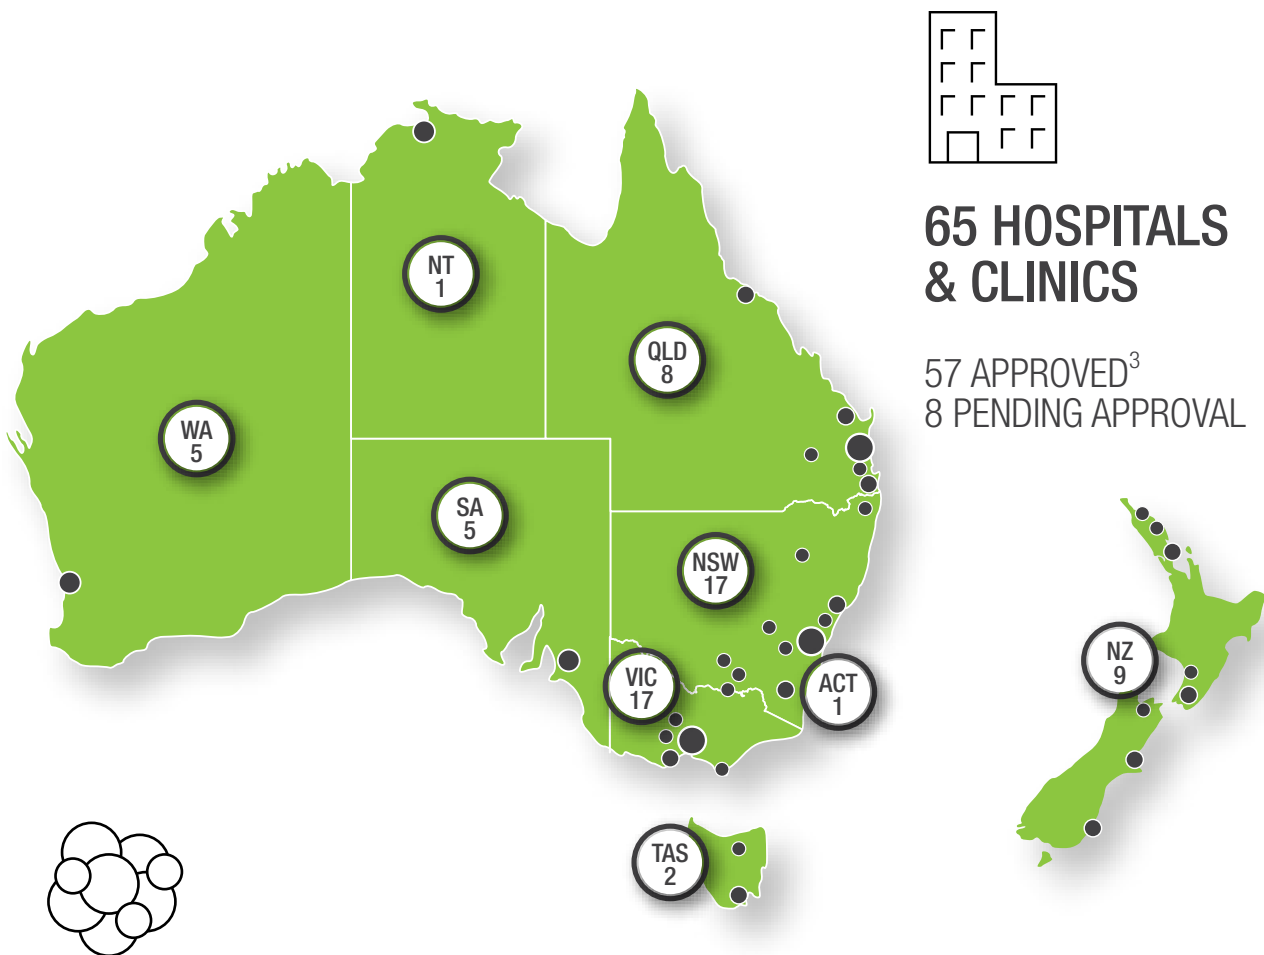 65 HOSPITALS
& CLINICS
57 APPROVED³
8 PENDING APPROVAL
NT
1
QLD
8
WA
5
SA
5
NSW
17
VIC
17
ACT
1
TAS
2
NZ
9